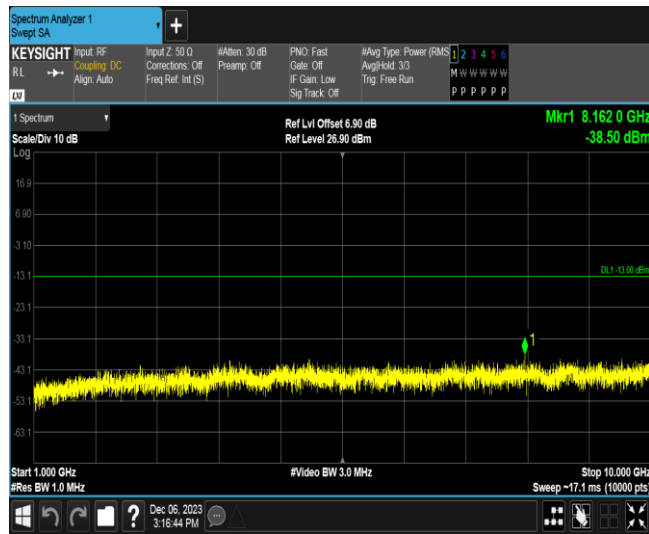 Spectrum Analyzer 1
Swept SA
+
KEYSIGHT
RL
LXI
Input: RF
Coupling: DC
Align: Auto
Input Z: 50 Ω
Corrections: Off
Freq Ref: Int (S)
#Atten: 30 dB
Preamp: Off
PNO: Fast
Gate: Off
IF Gain: Low
Sig Track: Off
#Avg Type: Power (RMS
Avg|Hold: 3/3
Trig: Free Run
1 2 3 4 5 6
M W W W W W
P P P P P P
1 Spectrum
Scale/Div 10 dB
Log
Ref Lvl Offset 6.90 dB
Ref Level 26.90 dBm
Mkr1 8.162 0 GHz
-38.50 dBm
16.9
6.90
-3.10
-13.1
DL1 -13.00 dBm
-23.1
-33.1
1
-43.1
-53.1
-63.1
Start 1.000 GHz
#Video BW 3.0 MHz
Stop 10.000 GHz
#Res BW 1.0 MHz
Sweep ~17.1 ms (10000 pts)
?
Dec 06, 2023
3:16:44 PM